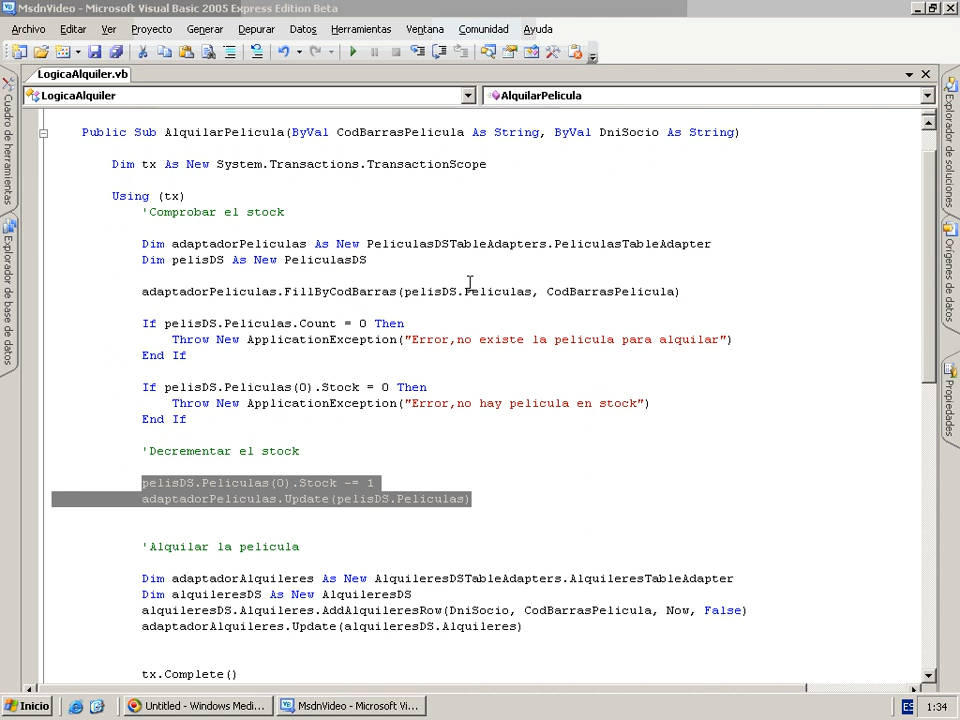 MsdnVideo - Microsoft Visual Basic 2005 Express Edition Beta
Archivo Editar Ver Proyecto Generar Depurar Datos Herramientas Ventana Comunidad Ayuda
LogicaAlquiler.vb
LogicaAlquiler
AlquilarPelicula
Public Sub AlquilarPelicula(ByVal CodBarrasPelicula As String, ByVal DniSocio As String)
Dim tx As New System.Transactions.TransactionScope
Using (tx)
'Comprobar el stock
Dim adaptadorPeliculas As New PeliculasDSTableAdapters.PeliculasTableAdapter
Dim pelisDS As New PeliculasDS
adaptadorPeliculas.FillByCodBarras(pelisDS.Peliculas, CodBarrasPelicula)
If pelisDS.Peliculas.Count = 0 Then
Throw New ApplicationException("Error,no existe la pelicula para alquilar")
End If
If pelisDS.Peliculas(0).Stock = 0 Then
Throw New ApplicationException("Error,no hay pelicula en stock")
End If
'Decrementar el stock
pelisDS.Peliculas(0).Stock -= 1
adaptadorPeliculas.Update(pelisDS.Peliculas)
'Alquilar la pelicula
Dim adaptadorAlquileres As New AlquileresDSTableAdapters.AlquileresTableAdapter
Dim alquileresDS As New AlquileresDS
alquileresDS.Alquileres.AddAlquileresRow(DniSocio, CodBarrasPelicula, Now, False)
adaptadorAlquileres.Update(alquileresDS.Alquileres)
tx.Complete()
Cuadro de herramientas
Explorador de base de datos
Explorador de soluciones
Orígenes de datos
Propiedades
Inicio
Untitled - Windows Medi...
MsdnVideo - Microsoft Vi...
ES
1:34